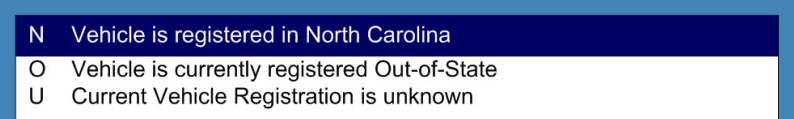 N Vehicle is registered in North Carolina
O Vehicle is currently registered Out-of-State
U Current Vehicle Registration is unknown